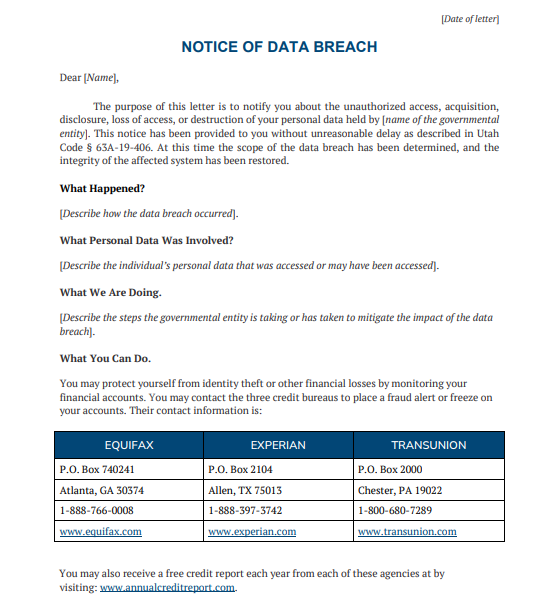 [Date of letter]
NOTICE OF DATA BREACH
Dear [Name],
The purpose of this letter is to notify you about the unauthorized access, acquisition,
disclosure, loss of access, or destruction of your personal data held by [name of the governmental
entity]. This notice has been provided to you without unreasonable delay as described in Utah
Code § 63A-19-406. At this time the scope of the data breach has been determined, and the
integrity of the affected system has been restored.
What Happened?
[Describe how the data breach occurred].
What Personal Data Was Involved?
[Describe the individual's personal data that was accessed or may have been accessed].
What We Are Doing.
[Describe the steps the governmental entity is taking or has taken to mitigate the impact of the data
breach].
What You Can Do.
You may protect yourself from identity theft or other financial losses by monitoring your
financial accounts. You may contact the three credit bureaus to place a fraud alert or freeze on
your accounts. Their contact information is:
EQUIFAX EXPERIAN TRANSUNION
P.O. Box 740241 P.O. Box 2104 P.O. Box 2000
Atlanta, GA 30374 Allen, TX 75013 Chester, PA 19022
1-888-766-0008 1-888-397-3742 1-800-680-7289
www.equifax.com www.experian.com www.transunion.com
You may also receive a free credit report each year from each of these agencies at by
visiting: www.annualcreditreport.com.